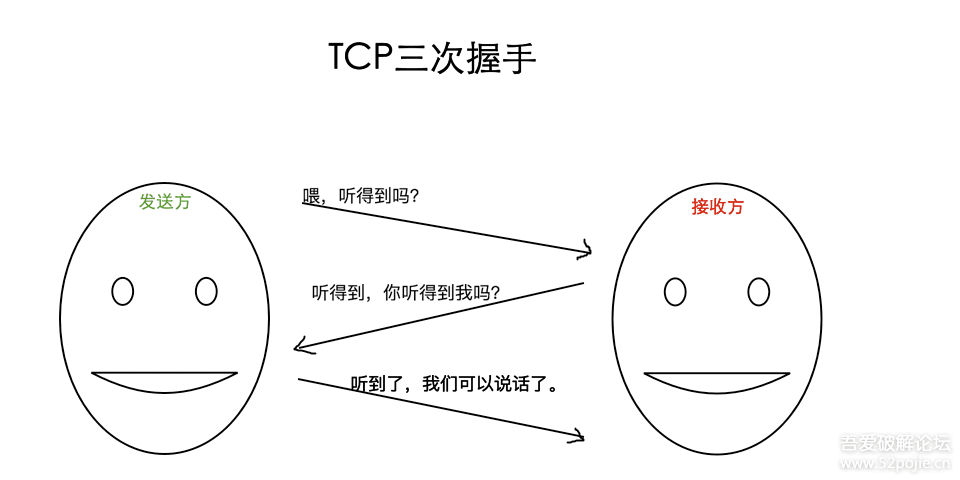 TCP三次握手
发送方
接收方
喂，听得到吗？
听得到，你听得到我吗？
听到了，我们可以说话了。
吾爱破解论坛
www.52pojie.cn